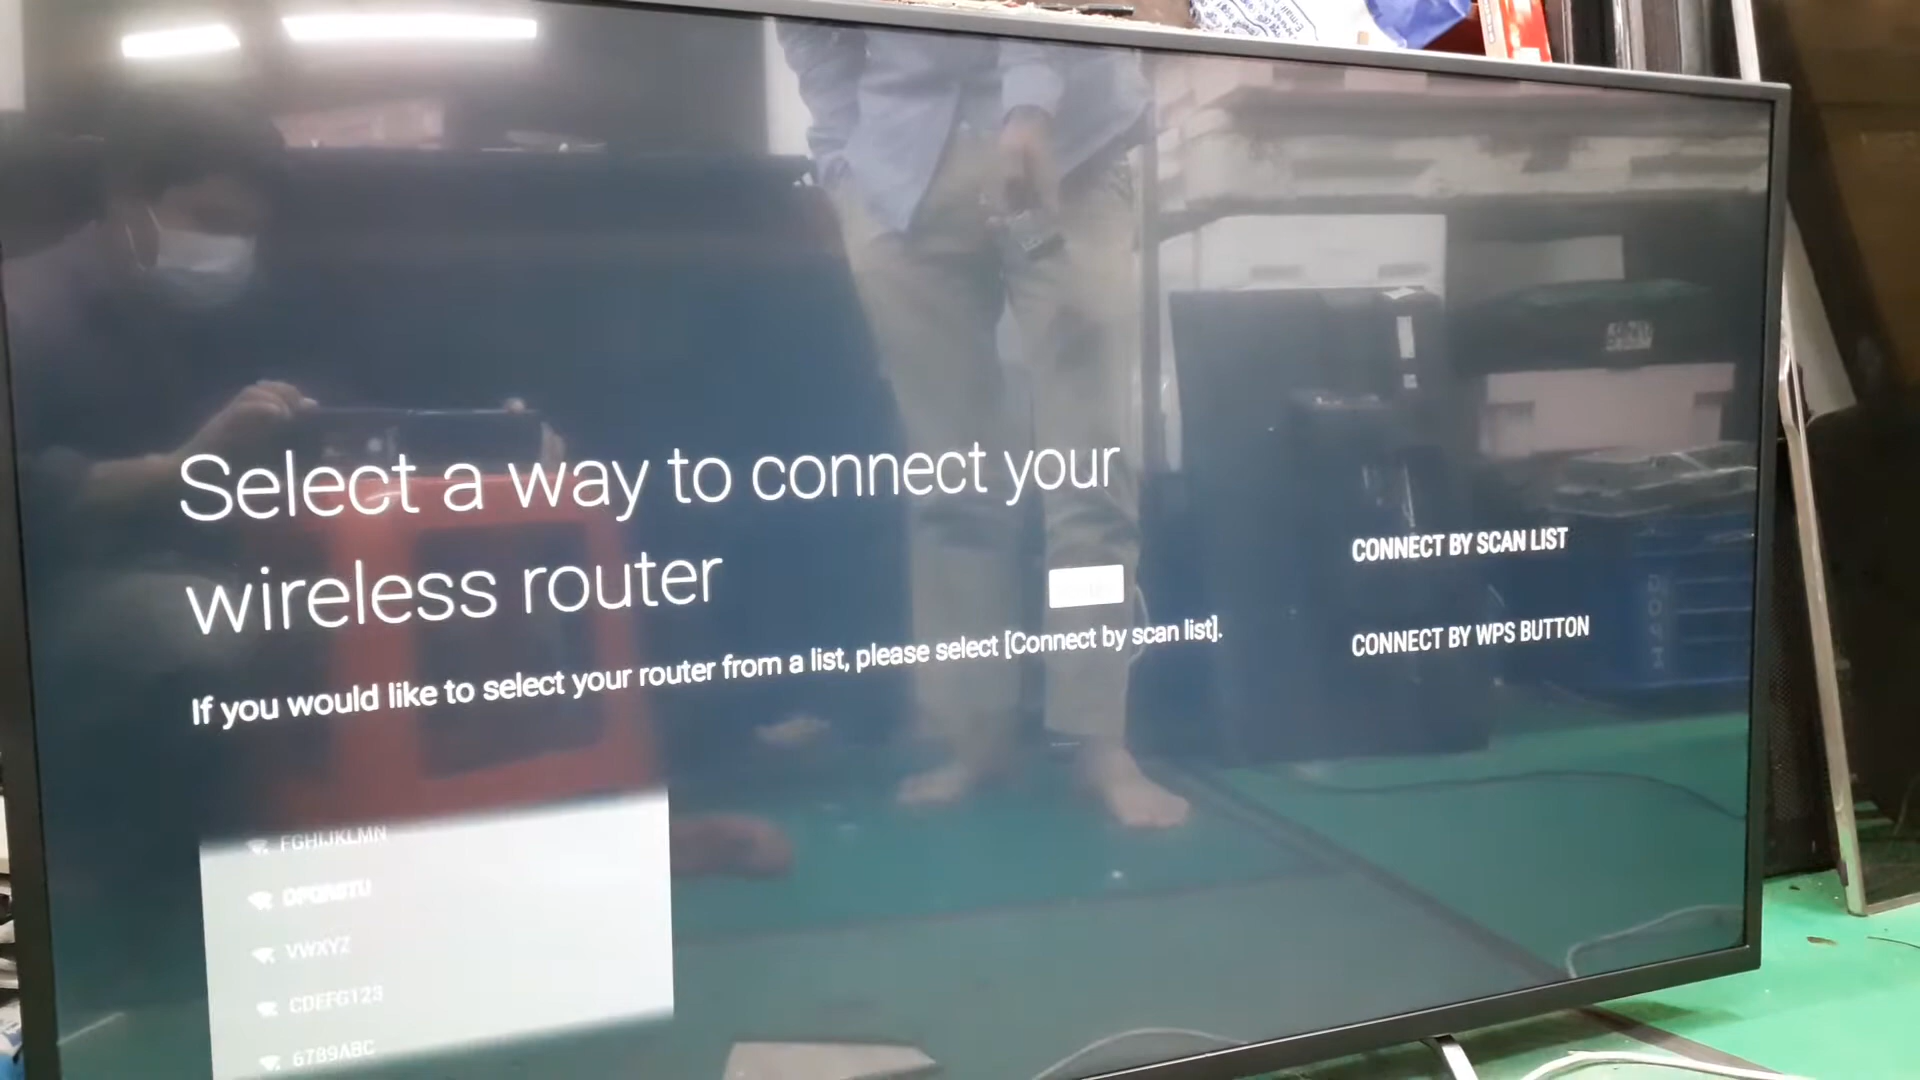 Select a way to connect your
wireless router
If you would like to select your router from a list, please select [Connect by scan list].
CONNECT BY SCAN LIST
CONNECT BY WPS BUTTON
FGHIJKLMN
OPQRSTU
VWXYZ
CDEFG123
6789ABC